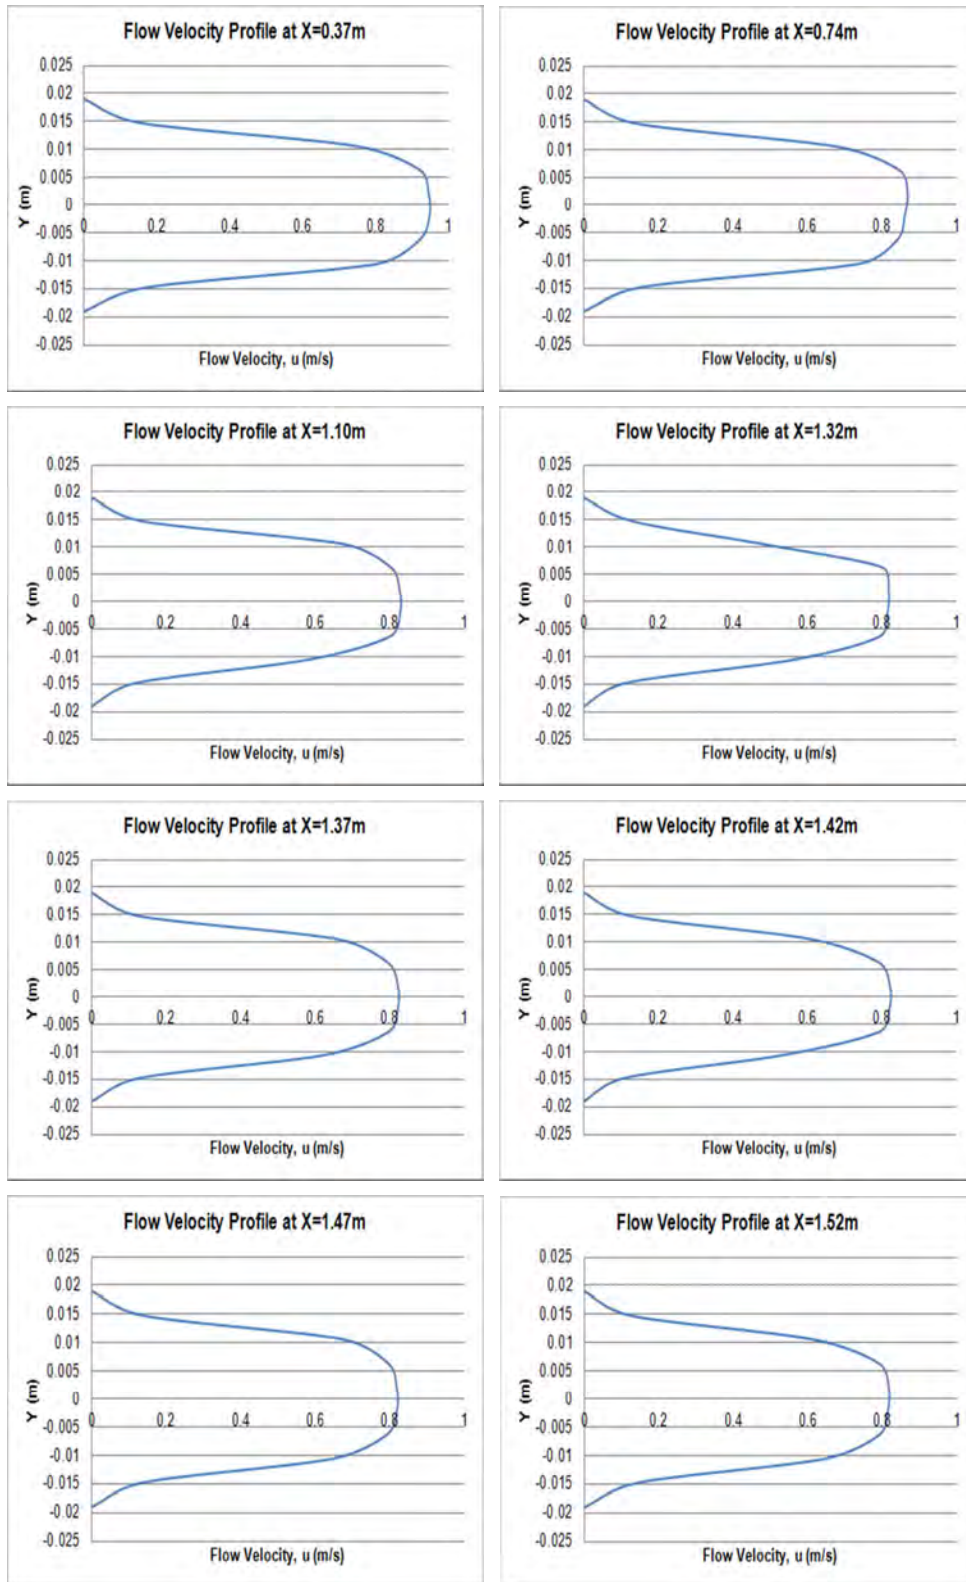 Flow Velocity Profile at X=0.37m
0.025
0.02
0.015
0.01
0.005
0
-0.005
-0.01
-0.015
-0.02
-0.025
Y (m)
0 0.2 0.4 0.6 0.8 1
Flow Velocity, u (m/s)
Flow Velocity Profile at X=0.74m
0.025
0.02
0.015
0.01
0.005
0
-0.005
-0.01
-0.015
-0.02
-0.025
Y (m)
0 0.2 0.4 0.6 0.8 1
Flow Velocity, u (m/s)
Flow Velocity Profile at X=1.10m
0.025
0.02
0.015
0.01
0.005
0
-0.005
-0.01
-0.015
-0.02
-0.025
Y (m)
0 0.2 0.4 0.6 0.8 1
Flow Velocity, u (m/s)
Flow Velocity Profile at X=1.32m
0.025
0.02
0.015
0.01
0.005
0
-0.005
-0.01
-0.015
-0.02
-0.025
Y (m)
0 0.2 0.4 0.6 0.8 1
Flow Velocity, u (m/s)
Flow Velocity Profile at X=1.37m
0.025
0.02
0.015
0.01
0.005
0
-0.005
-0.01
-0.015
-0.02
-0.025
Y (m)
0 0.2 0.4 0.6 0.8 1
Flow Velocity, u (m/s)
Flow Velocity Profile at X=1.42m
0.025
0.02
0.015
0.01
0.005
0
-0.005
-0.01
-0.015
-0.02
-0.025
Y (m)
0 0.2 0.4 0.6 0.8 1
Flow Velocity, u (m/s)
Flow Velocity Profile at X=1.47m
0.025
0.02
0.015
0.01
0.005
0
-0.005
-0.01
-0.015
-0.02
-0.025
Y (m)
0 0.2 0.4 0.6 0.8 1
Flow Velocity, u (m/s)
Flow Velocity Profile at X=1.52m
0.025
0.02
0.015
0.01
0.005
0
-0.005
-0.01
-0.015
-0.02
-0.025
Y (m)
0 0.2 0.4 0.6 0.8 1
Flow Velocity, u (m/s)